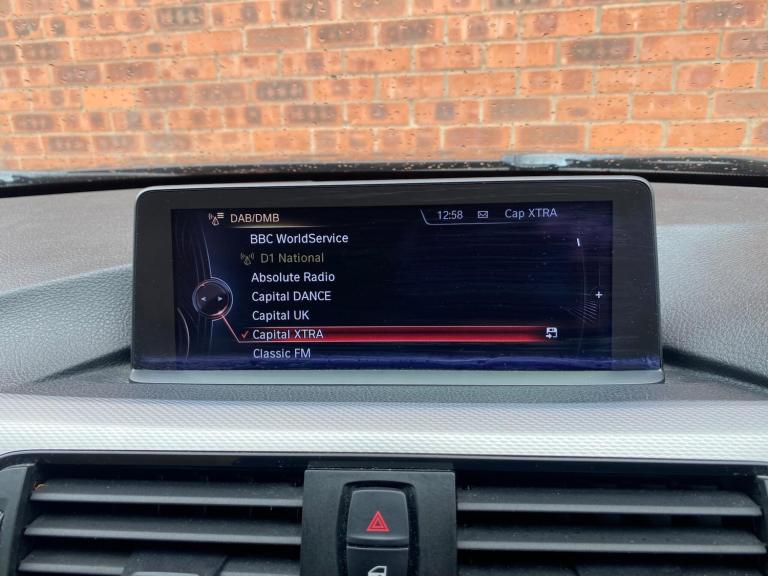 DAB/DMB 12:58 Cap XTRA
BBC WorldService
D1 National
Absolute Radio
Capital DANCE
Capital UK
✓ Capital XTRA
Classic FM